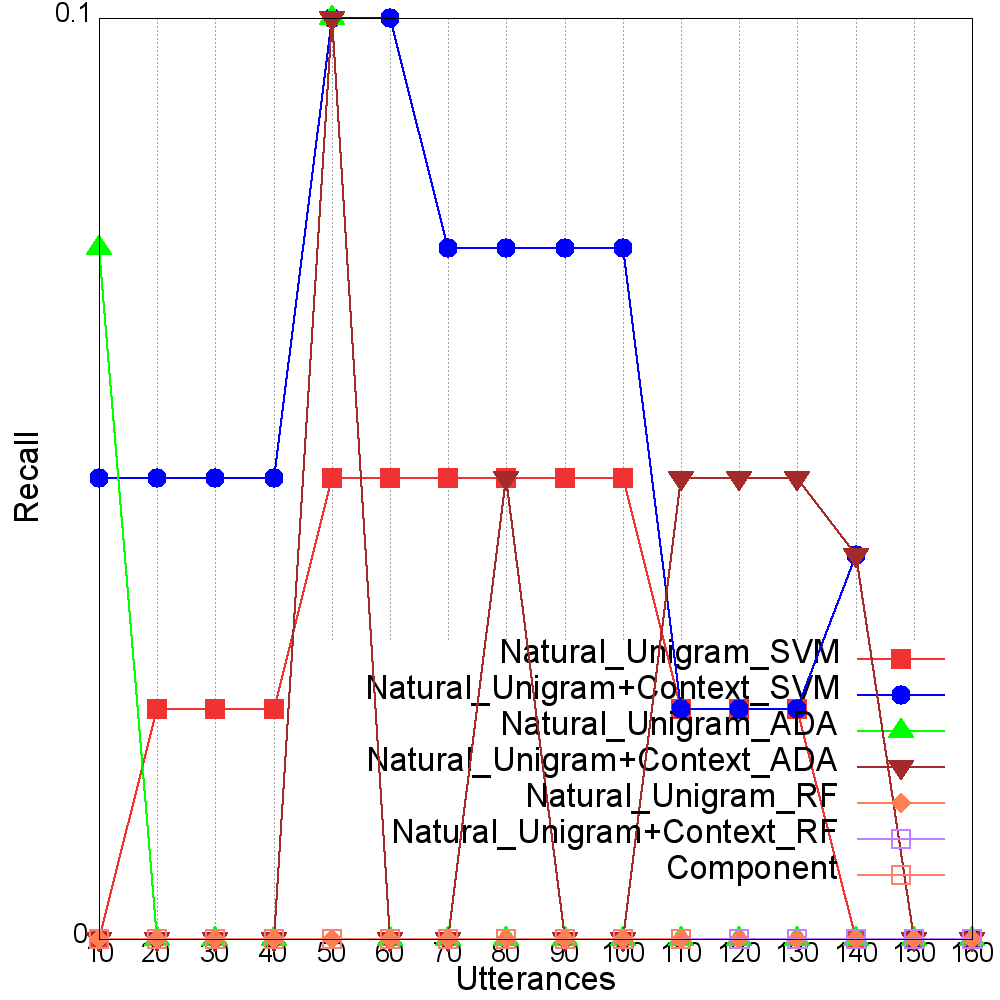 0.1
Recall
Natural_Unigram_SVM
Natural_Unigram+Context_SVM
Natural_Unigram_ADA
Natural_Unigram+Context_ADA
Natural_Unigram_RF
Natural_Unigram+Context_RF
Component
0
10 20 30 40 50 60 70 80 90 100 110 120 130 140 150 160
Utterances